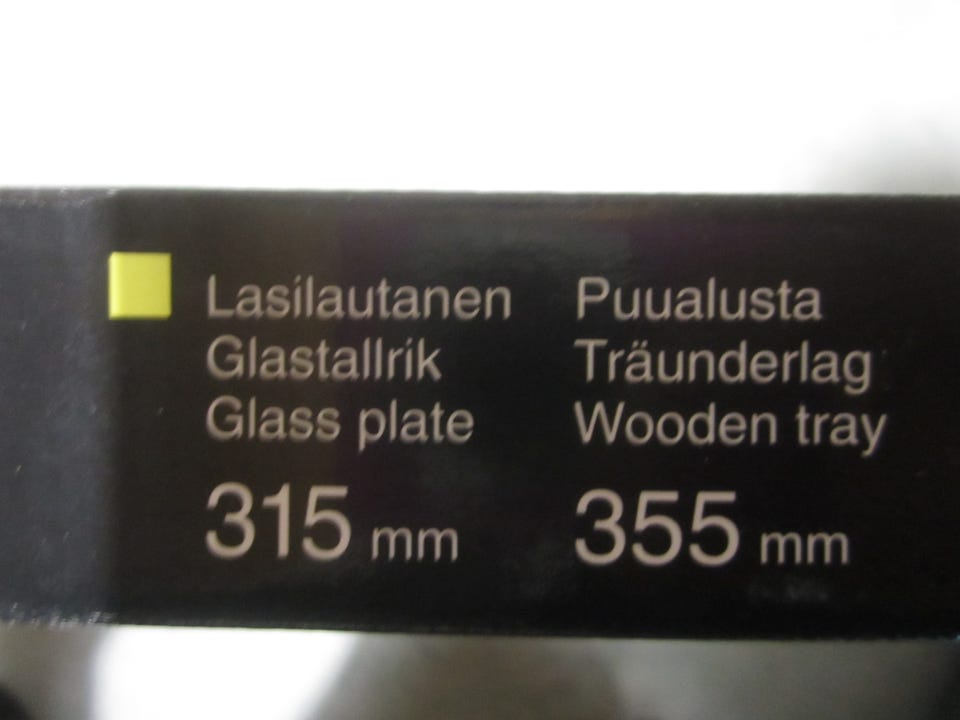 Lasilautanen
Glastallrik
Glass plate
315 mm
Puualusta
Träunderlag
Wooden tray
355 mm